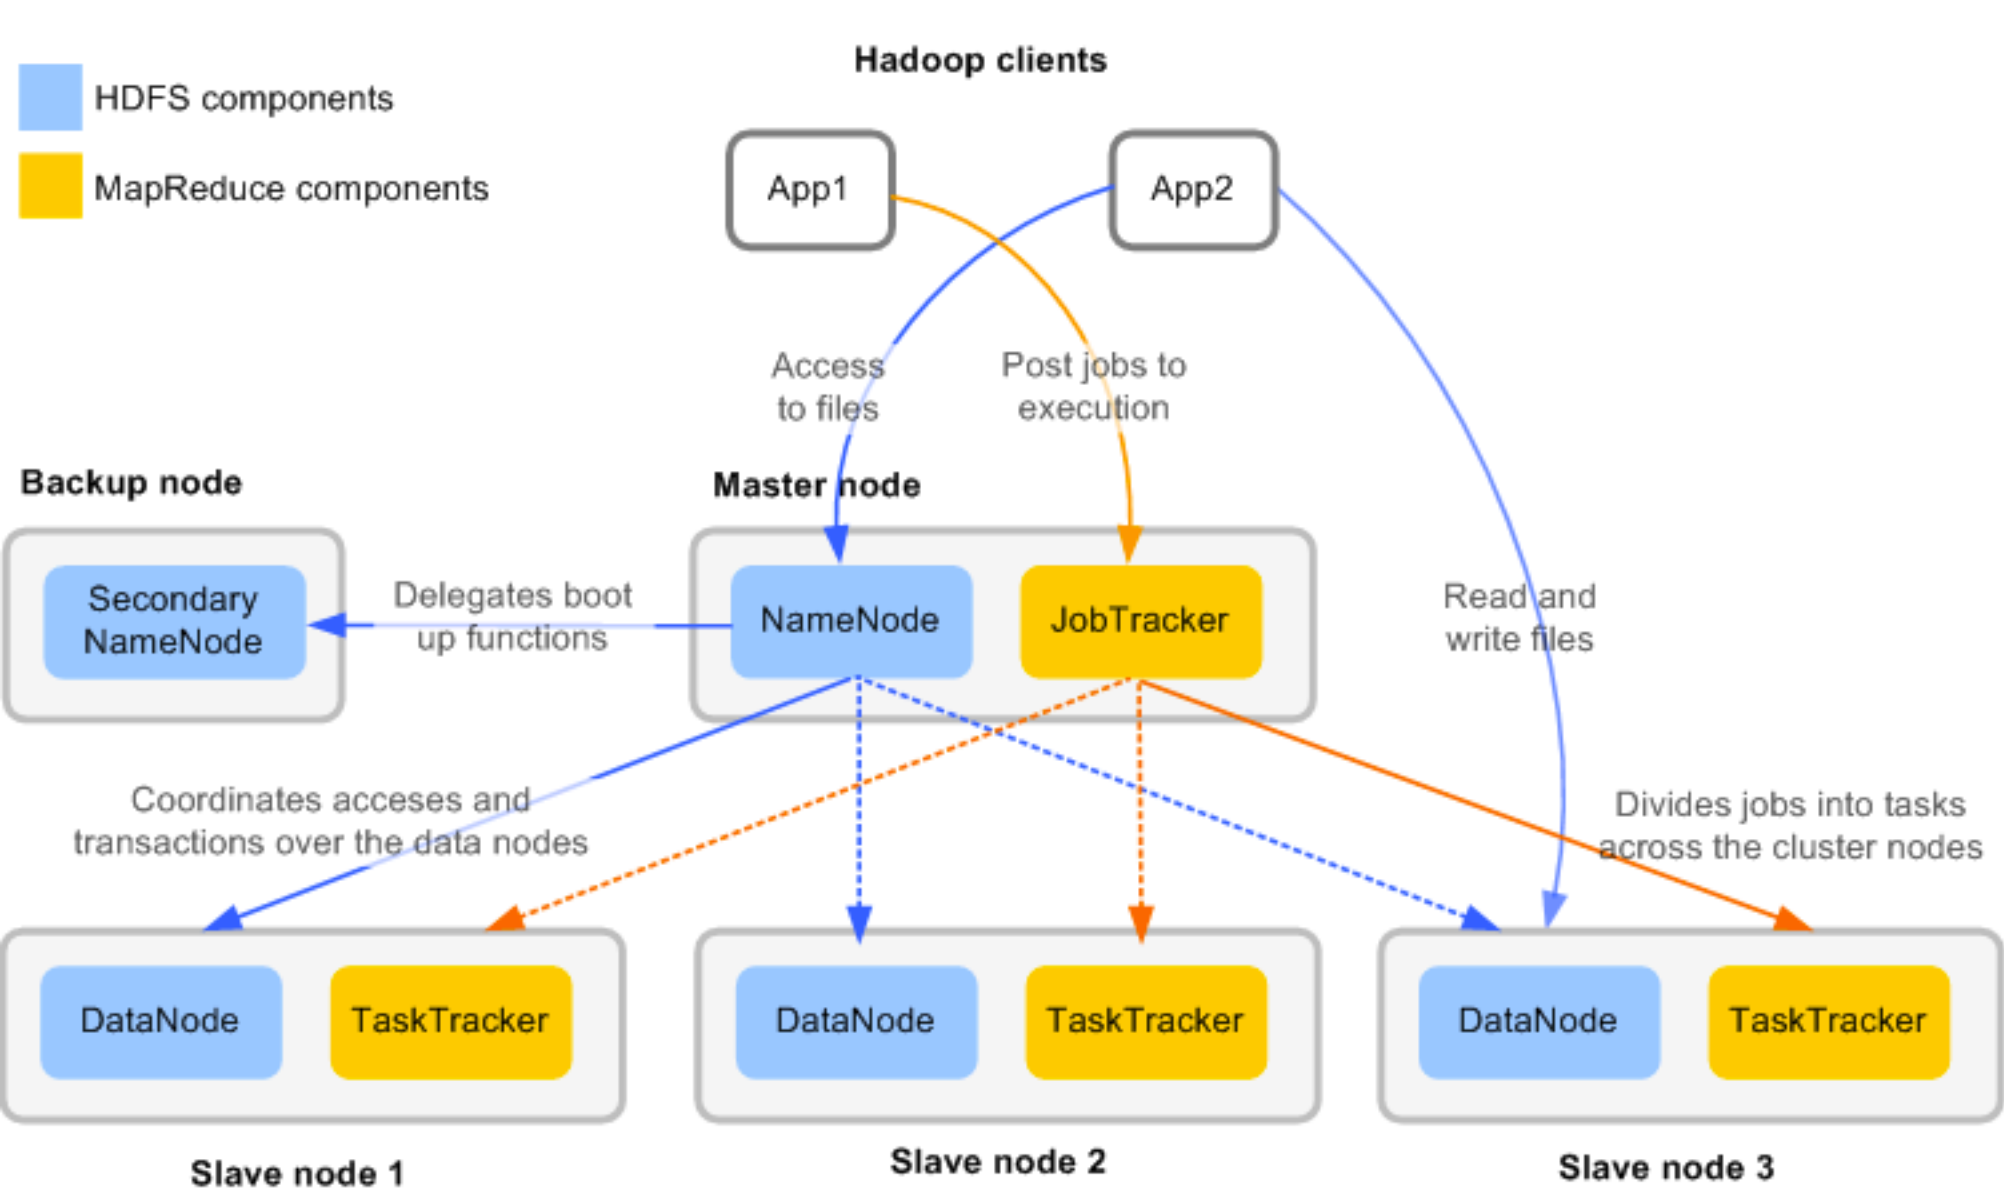 Hadoop clients
HDFS components
MapReduce components
App1
App2
Access
to files
Post jobs to
execution
Backup node
Master node
Secondary
NameNode
Delegates boot
up functions
NameNode
JobTracker
Read and
write files
Coordinates acceses and
transactions over the data nodes
Divides jobs into tasks
across the cluster nodes
DataNode
TaskTracker
DataNode
TaskTracker
DataNode
TaskTracker
Slave node 1
Slave node 2
Slave node 3